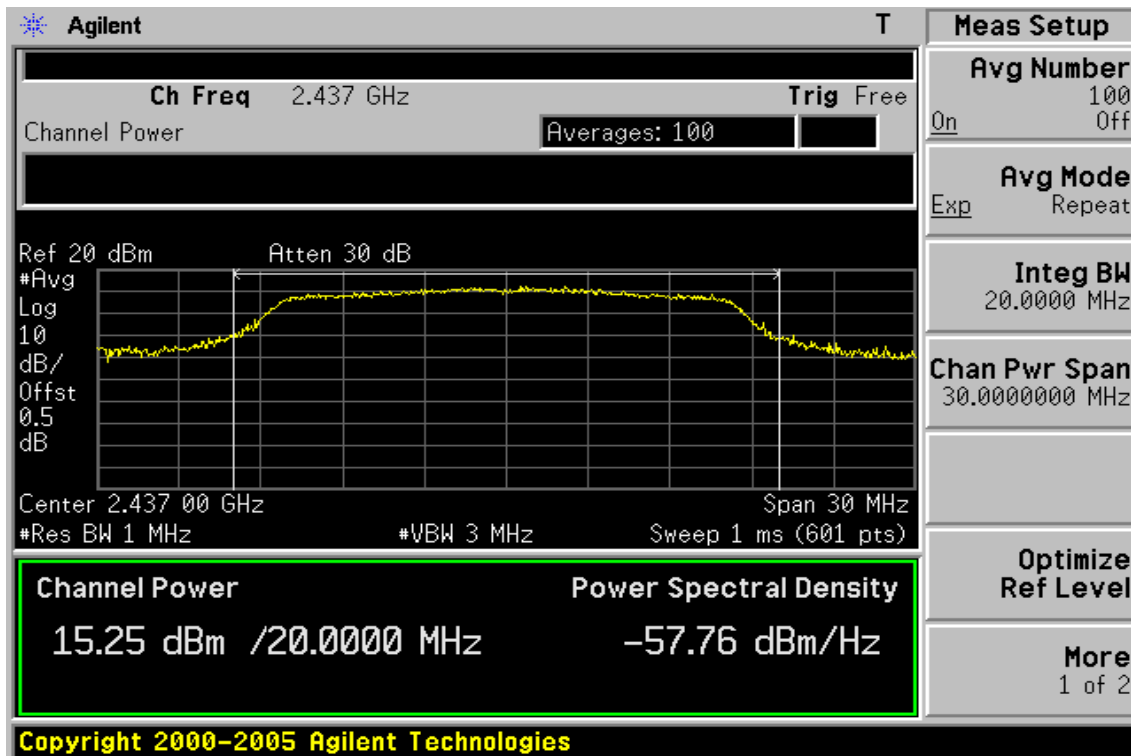 Agilent T
Ch Freq 2.437 GHz Trig Free
Channel Power Averages: 100
Ref 20 dBm Atten 30 dB
#Avg
Log
10
dB/
Offst
0.5
dB
Center 2.437 00 GHz Span 30 MHz
#Res BW 1 MHz #VBW 3 MHz Sweep 1 ms (601 pts)
Channel Power Power Spectral Density
15.25 dBm /20.0000 MHz -57.76 dBm/Hz
Copyright 2000-2005 Agilent Technologies
Meas Setup
Avg Number
100
On Off
Avg Mode
Exp Repeat
Integ BW
20.0000 MHz
Chan Pwr Span
30.0000000 MHz
Optimize
Ref Level
More
1 of 2